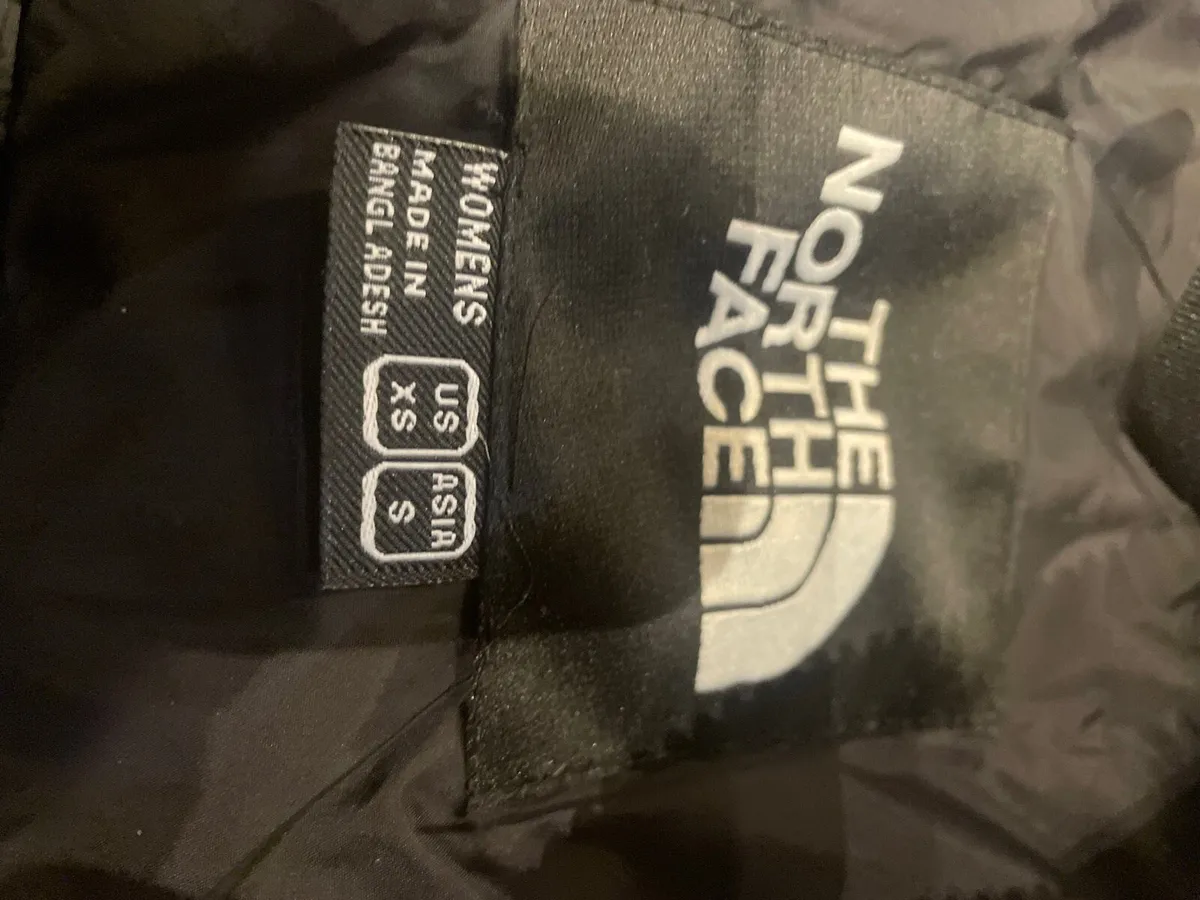 THE
NORTH
FACE
WOMENS
MADE IN
BANGLADESH
US
XS
ASIA
S